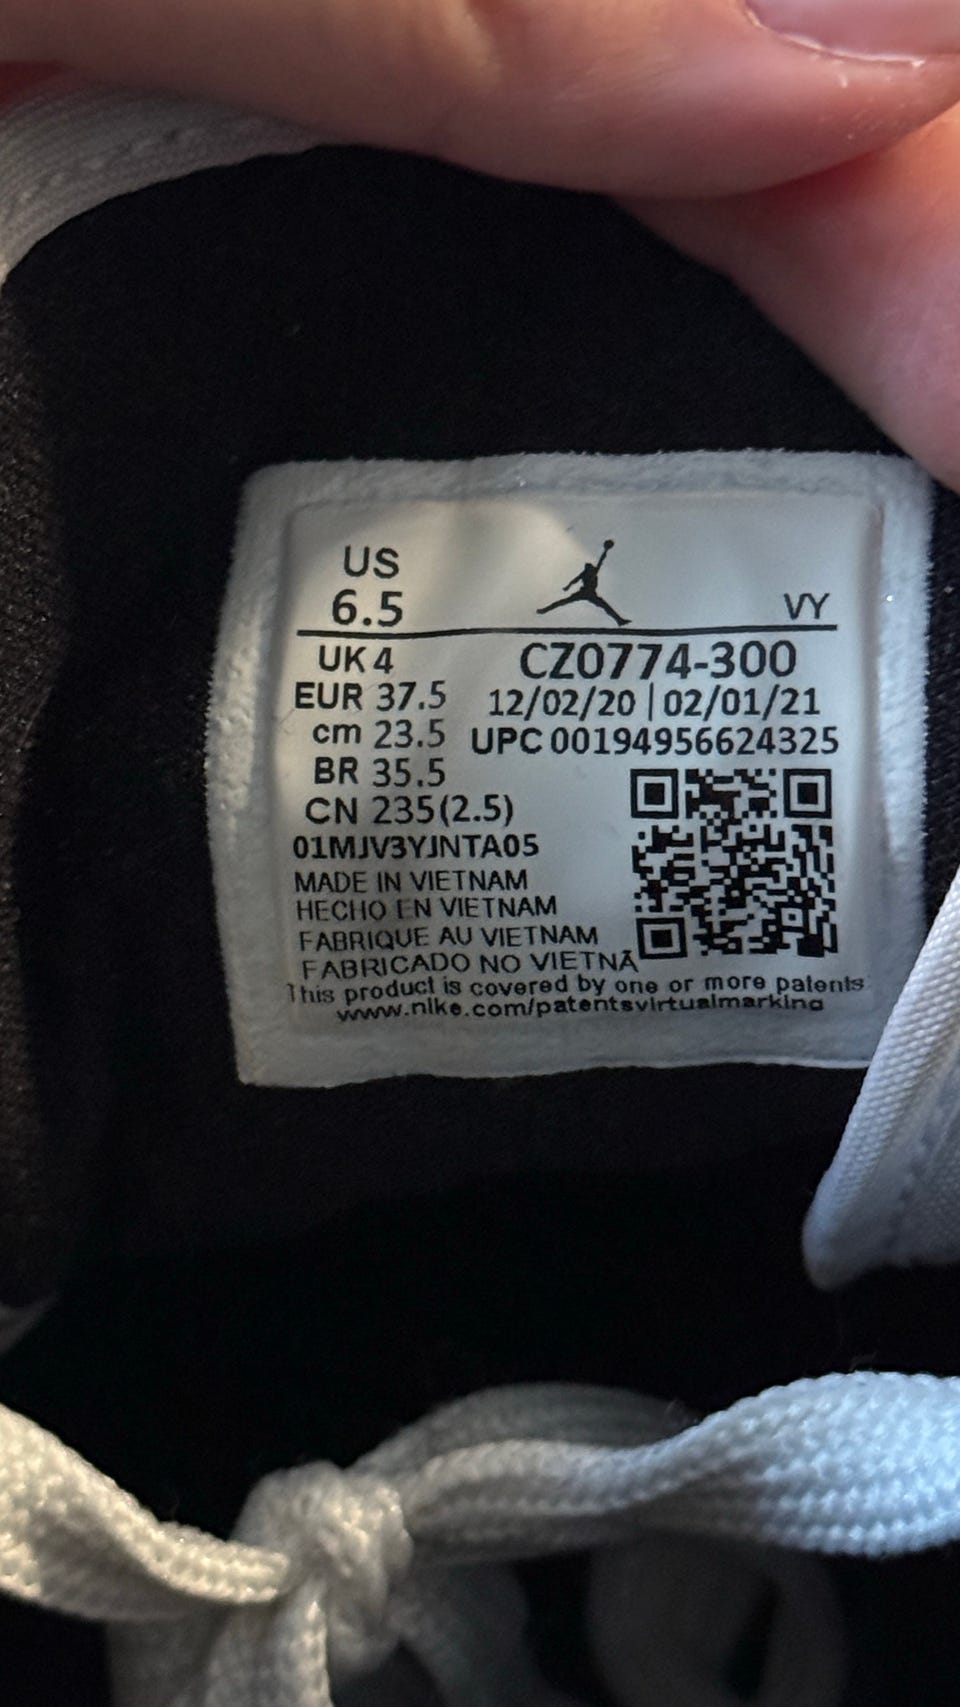 US
6.5
VY
UK 4
CZ0774-300
EUR 37.5
12/02/20 | 02/01/21
cm 23.5
UPC 00194956624325
BR 35.5
CN 235(2.5)
01MJV3YJNTA05
MADE IN VIETNAM
HECHO EN VIETNAM
FABRIQUE AU VIETNAM
FABRICADO NO VIETNÃ
This product is covered by one or more patents
www.nike.com/patentsvirtualmarking